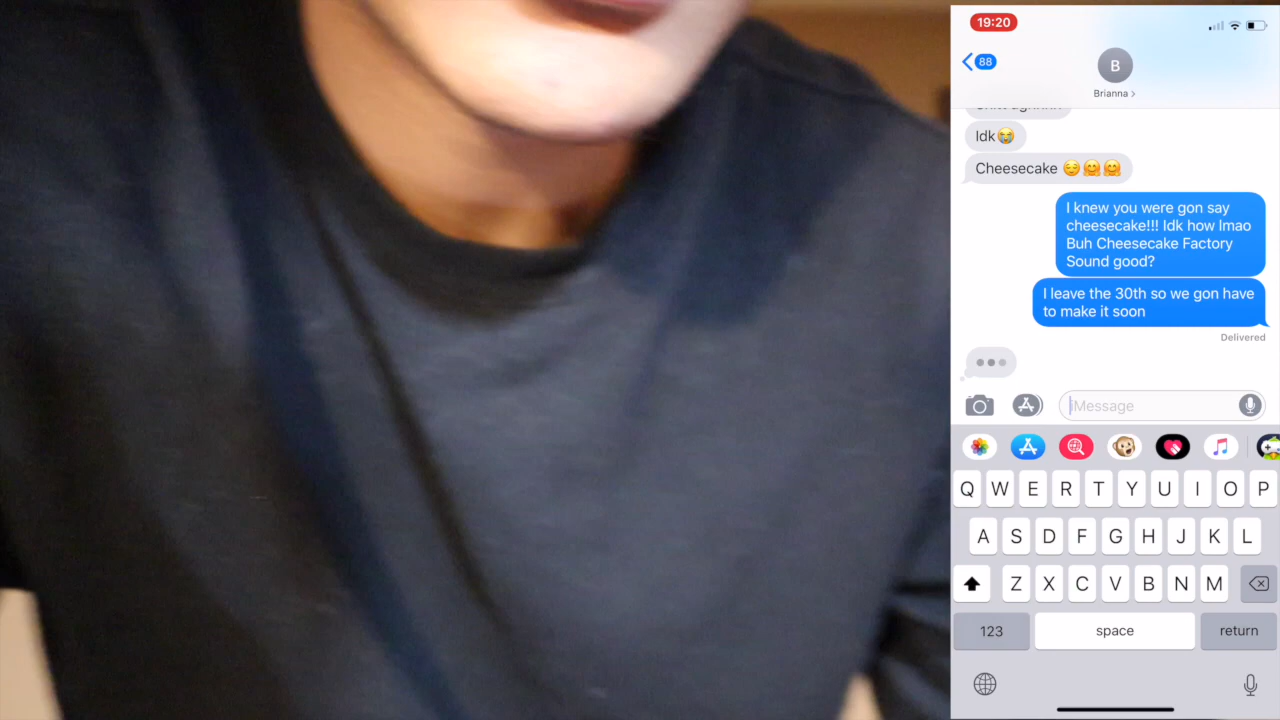 19:20
88
B
Brianna >
Idk😭
Cheesecake 😌🤗🤗
I knew you were gon say
cheesecake!!! Idk how lmao
Buh Cheesecake Factory
Sound good?
I leave the 30th so we gon have
to make it soon
Delivered
iMessage
Q W E R T Y U I O P
A S D F G H J K L
Z X C V B N M
123 space return